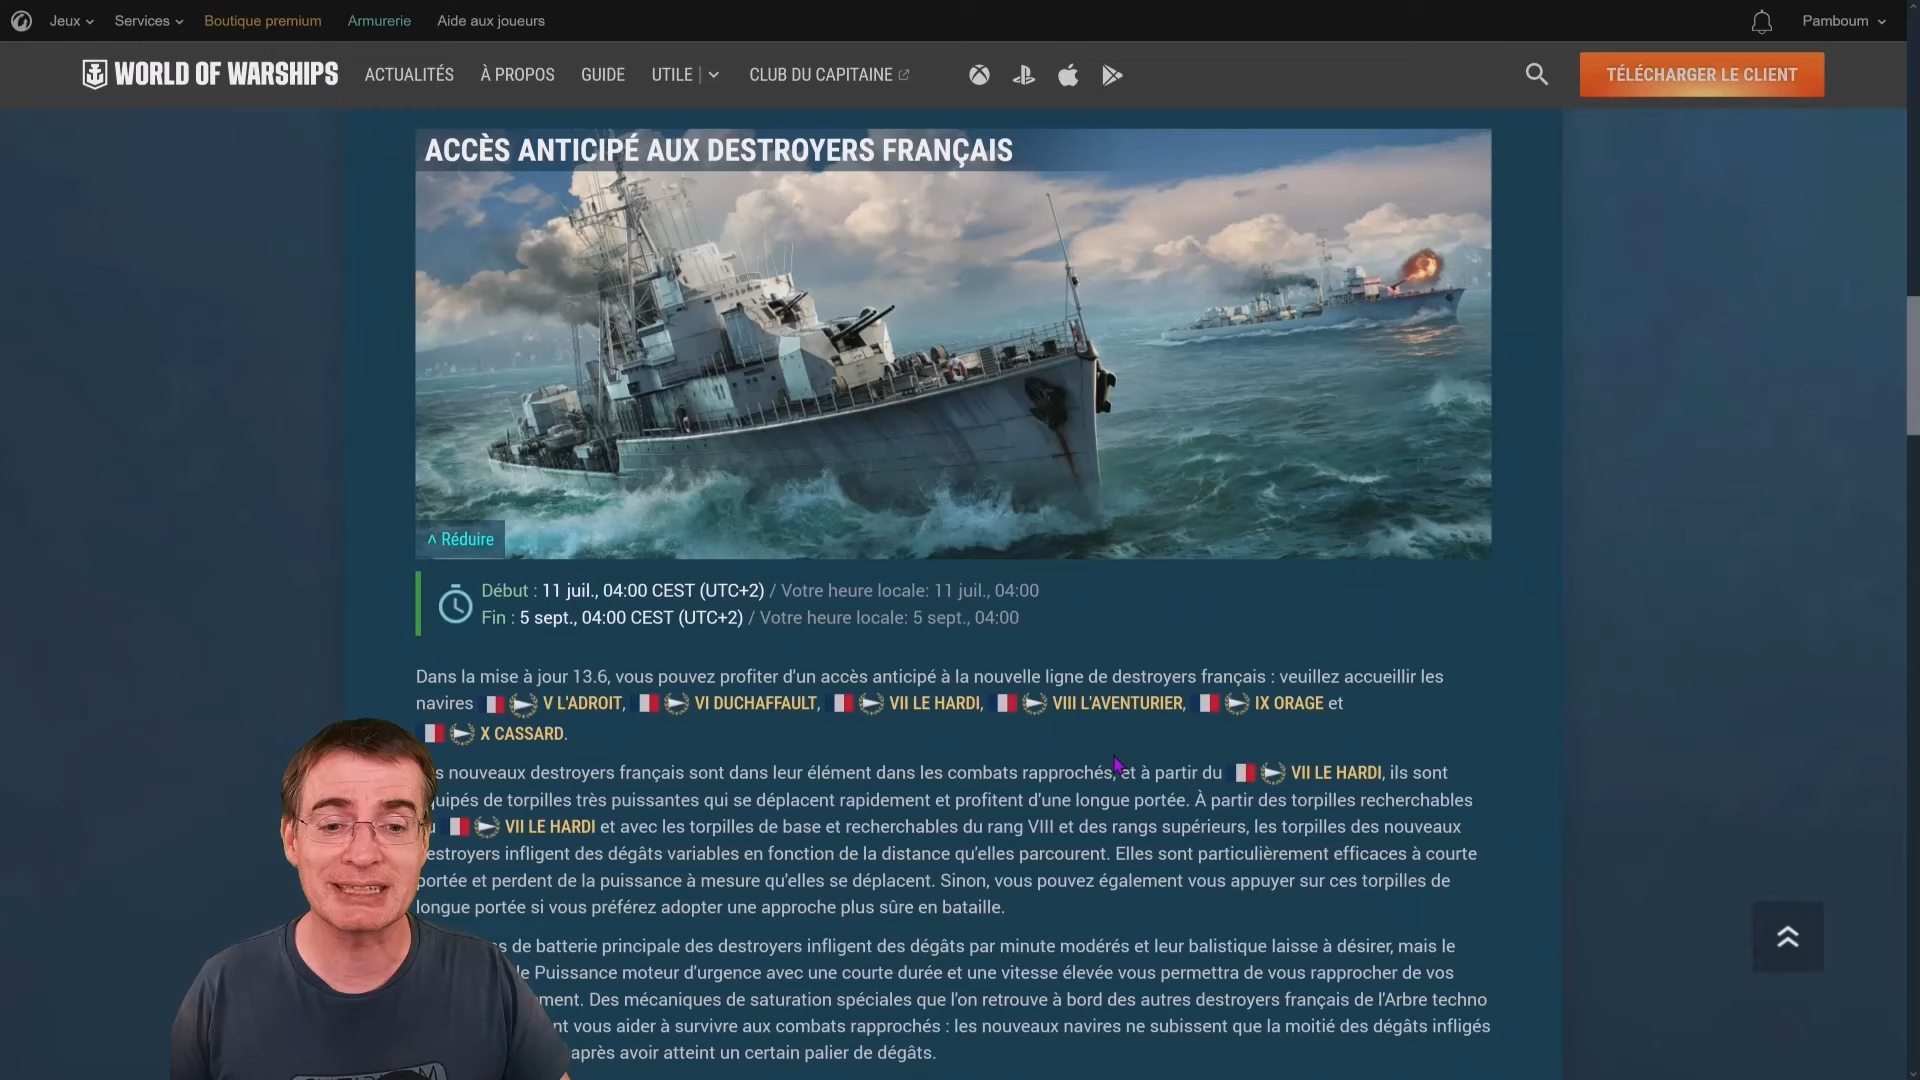 Jeux Services Boutique premium Armurerie Aide aux joueurs Pamboum
WORLD OF WARSHIPS ACTUALITÉS À PROPOS GUIDE UTILE CLUB DU CAPITAINE TÉLÉCHARGER LE CLIENT
ACCÈS ANTICIPÉ AUX DESTROYERS FRANÇAIS
^ Réduire
Début : 11 juil., 04:00 CEST (UTC+2) / Votre heure locale: 11 juil., 04:00
Fin : 5 sept., 04:00 CEST (UTC+2) / Votre heure locale: 5 sept., 04:00
Dans la mise à jour 13.6, vous pouvez profiter d'un accès anticipé à la nouvelle ligne de destroyers français : veuillez accueillir les
navires V L'ADROIT, VI DUCHAFFAULT, VII LE HARDI, VIII L'AVENTURIER, IX ORAGE et
X CASSARD.
s nouveaux destroyers français sont dans leur élément dans les combats rapprochés, et à partir du VII LE HARDI, ils sont
uipés de torpilles très puissantes qui se déplacent rapidement et profitent d'une longue portée. À partir des torpilles recherchables
VII LE HARDI et avec les torpilles de base et recherchables du rang VIII et des rangs supérieurs, les torpilles des nouveaux
estroyers infligent des dégâts variables en fonction de la distance qu'elles parcourent. Elles sont particulièrement efficaces à courte
portée et perdent de la puissance à mesure qu'elles se déplacent. Sinon, vous pouvez également vous appuyer sur ces torpilles de
longue portée si vous préférez adopter une approche plus sûre en bataille.
s de batterie principale des destroyers infligent des dégâts par minute modérés et leur balistique laisse à désirer, mais le
le Puissance moteur d'urgence avec une courte durée et une vitesse élevée vous permettra de vous rapprocher de vos
ment. Des mécaniques de saturation spéciales que l'on retrouve à bord des autres destroyers français de l'Arbre techno
nt vous aider à survivre aux combats rapprochés : les nouveaux navires ne subissent que la moitié des dégâts infligés
après avoir atteint un certain palier de dégâts.